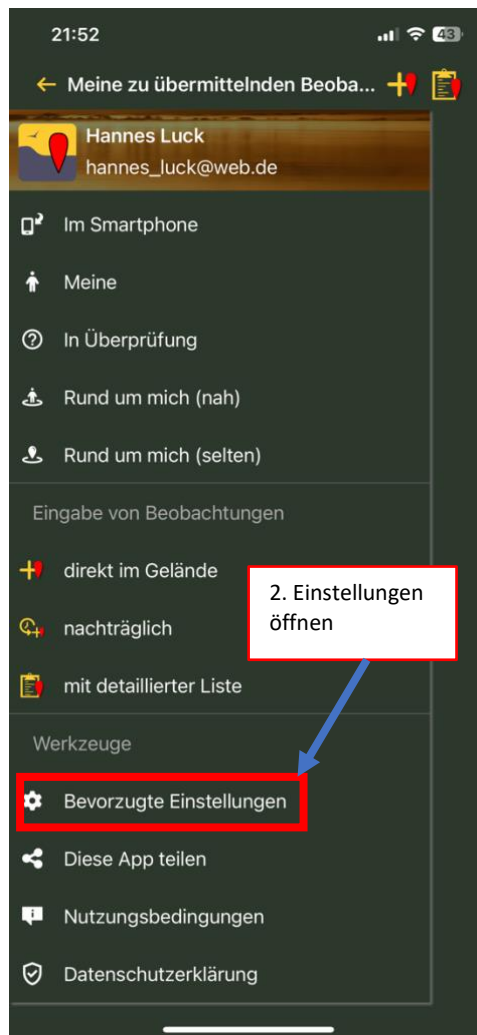 21:52
43
Meine zu übermittelnden Beoba...
Hannes Luck
hannes_luck@web.de
Im Smartphone
Meine
In Überprüfung
Rund um mich (nah)
Rund um mich (selten)
Eingabe von Beobachtungen
direkt im Gelände
2. Einstellungen
öffnen
nachträglich
mit detaillierter Liste
Werkzeuge
Bevorzugte Einstellungen
Diese App teilen
Nutzungsbedingungen
Datenschutzerklärung